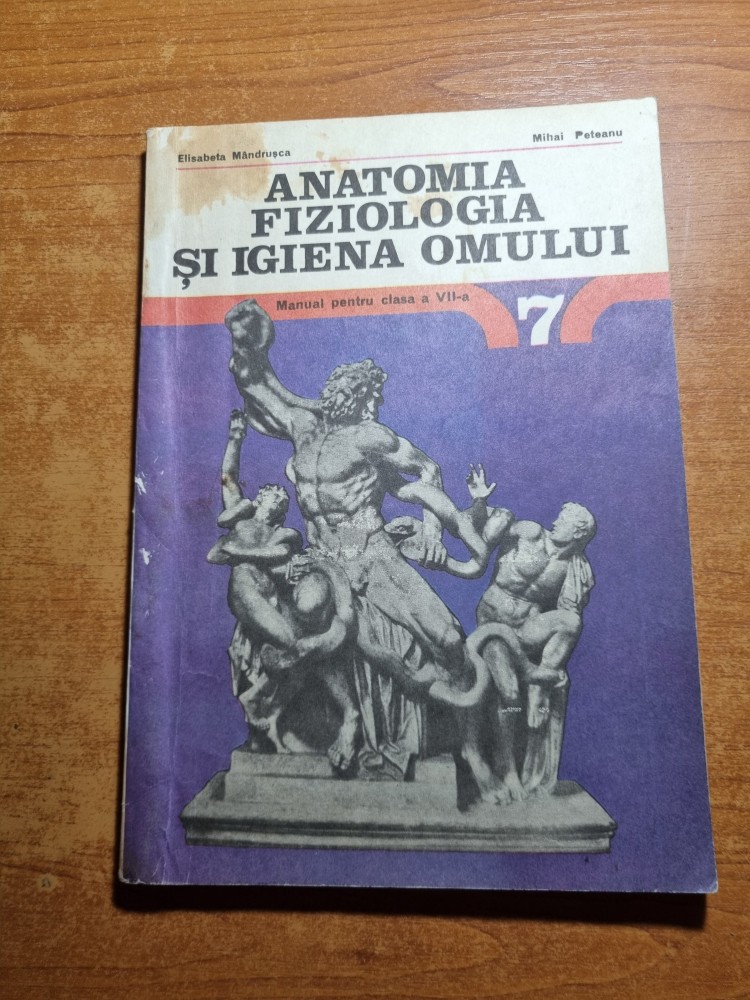 Elisabeta Mândrușca
Mihai Peteanu
ANATOMIA
FIZIOLOGIA
ȘI IGIENA OMULUI
Manual pentru clasa a VII-a
7